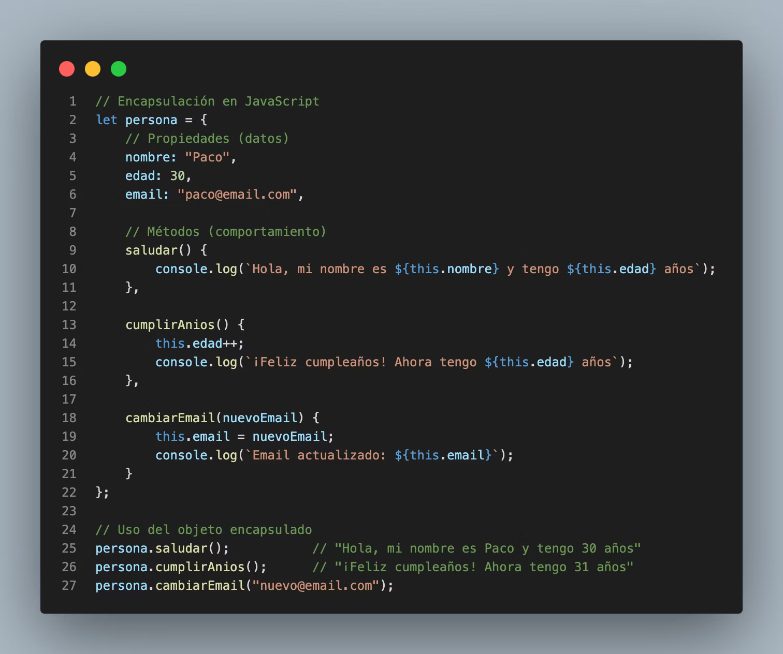 1 // Encapsulación en JavaScript
2 let persona = {
3     // Propiedades (datos)
4     nombre: "Paco",
5     edad: 30,
6     email: "paco@email.com",
7
8     // Métodos (comportamiento)
9     saludar() {
10         console.log(`Hola, mi nombre es ${this.nombre} y tengo ${this.edad} años`);
11     },
12
13     cumplirAnios() {
14         this.edad++;
15         console.log(`¡Feliz cumpleaños! Ahora tengo ${this.edad} años`);
16     },
17
18     cambiarEmail(nuevoEmail) {
19         this.email = nuevoEmail;
20         console.log(`Email actualizado: ${this.email}`);
21     }
22 };
23
24 // Uso del objeto encapsulado
25 persona.saludar();           // "Hola, mi nombre es Paco y tengo 30 años"
26 persona.cumplirAnios();      // "¡Feliz cumpleaños! Ahora tengo 31 años"
27 persona.cambiarEmail("nuevo@email.com");